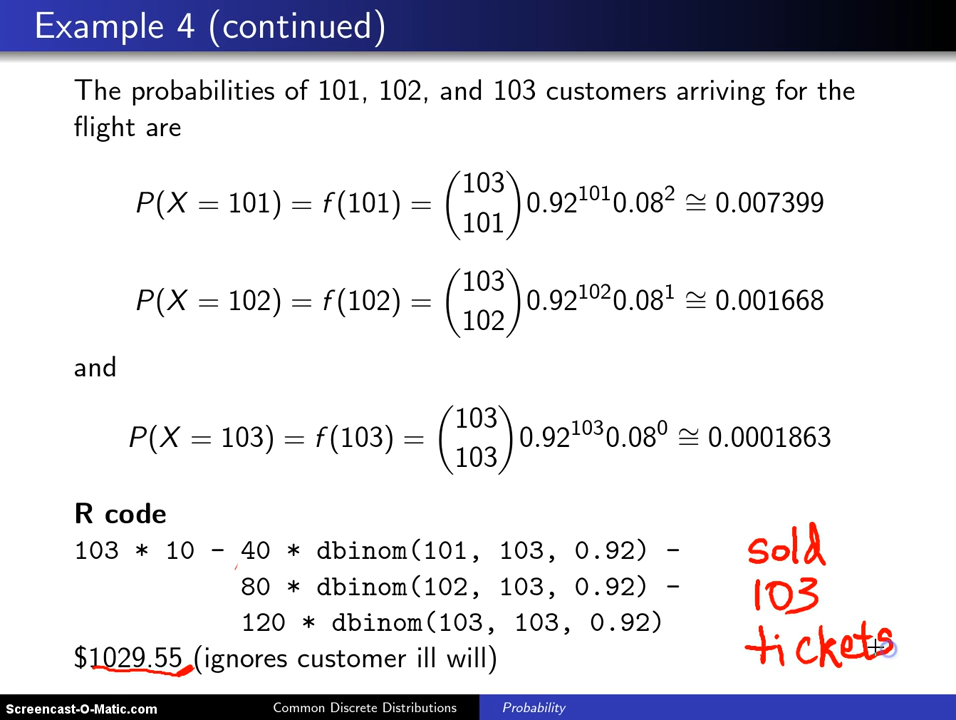 Example 4 (continued)
The probabilities of 101, 102, and 103 customers arriving for the
flight are
P(X = 101) = f(101) = (103 101) 0.92^101 0.08^2 ≅ 0.007399
P(X = 102) = f(102) = (103 102) 0.92^102 0.08^1 ≅ 0.001668
and
P(X = 103) = f(103) = (103 103) 0.92^103 0.08^0 ≅ 0.0001863
R code
103 * 10 - 40 * dbinom(101, 103, 0.92) -
80 * dbinom(102, 103, 0.92) -
120 * dbinom(103, 103, 0.92)
$1029.55 (ignores customer ill will)
sold
103
tickets
Screencast-O-Matic.com Common Discrete Distributions Probability